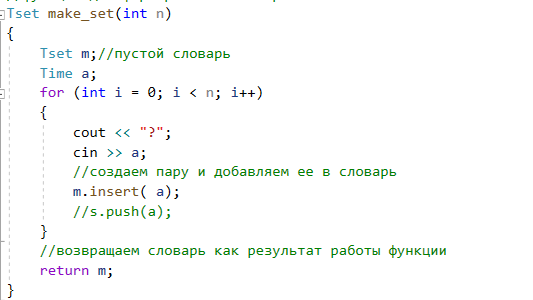 Tset make_set(int n)
{
Tset m;//пустой словарь
Time a;
for (int i = 0; i < n; i++)
{
cout << "?";
cin >> a;
//создаем пару и добавляем ее в словарь
m.insert( a);
//s.push(a);
}
//возвращаем словарь как результат работы функции
return m;
}